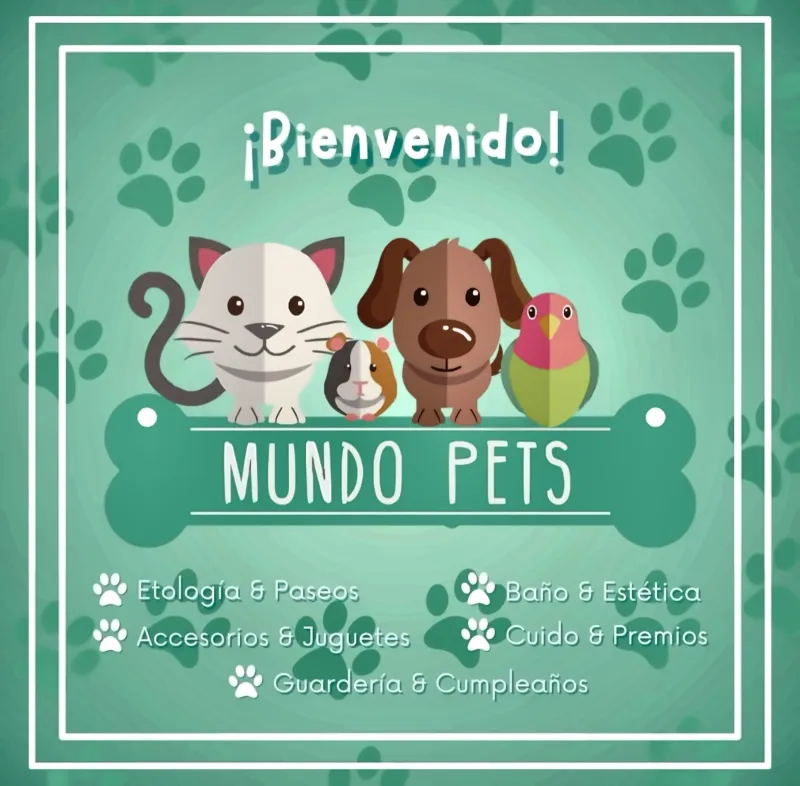 ¡Bienvenido!
MUNDO PETS
Etología & Paseos
Baño & Estética
Accesorios & Juguetes
Cuido & Premios
Guardería & Cumpleaños